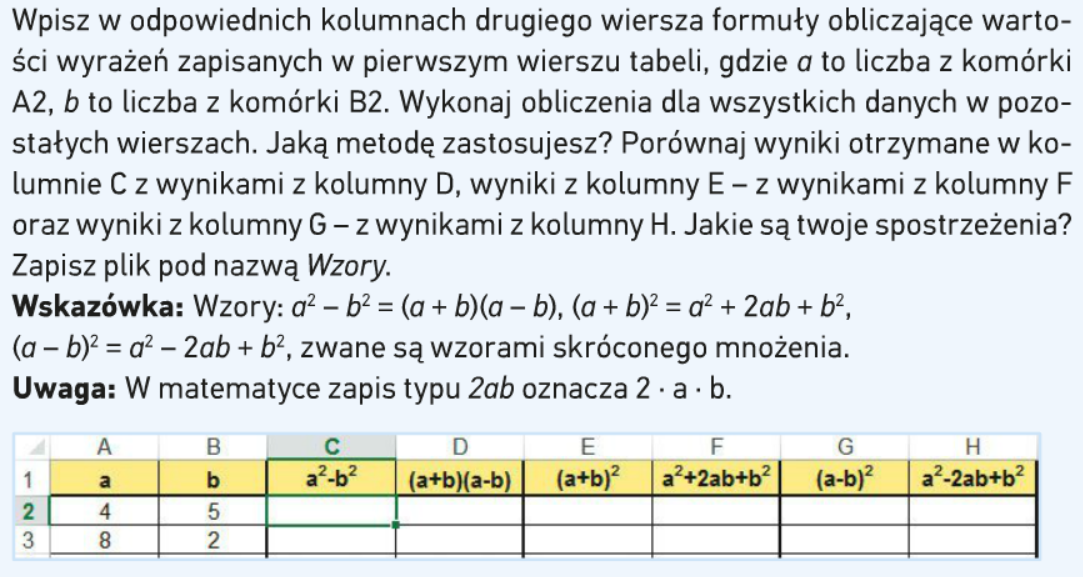 Wpisz w odpowiednich kolumnach drugiego wiersza formuły obliczające warto-
ści wyrażeń zapisanych w pierwszym wierszu tabeli, gdzie a to liczba z komórki
A2, b to liczba z komórki B2. Wykonaj obliczenia dla wszystkich danych w pozo-
stałych wierszach. Jaką metodę zastosujesz? Porównaj wyniki otrzymane w ko-
lumnie C z wynikami z kolumny D, wyniki z kolumny E – z wynikami z kolumny F
oraz wyniki z kolumny G – z wynikami z kolumny H. Jakie są twoje spostrzeżenia?
Zapisz plik pod nazwą Wzory.
Wskazówka: Wzory: a² – b² = (a + b)(a – b), (a + b)² = a² + 2ab + b²,
(a – b)² = a² – 2ab + b², zwane są wzorami skróconego mnożenia.
Uwaga: W matematyce zapis typu 2ab oznacza 2 · a · b.
A B C D E F G H
1 a b a²-b² (a+b)(a-b) (a+b)² a²+2ab+b² (a-b)² a²-2ab+b²
2 4 5
3 8 2